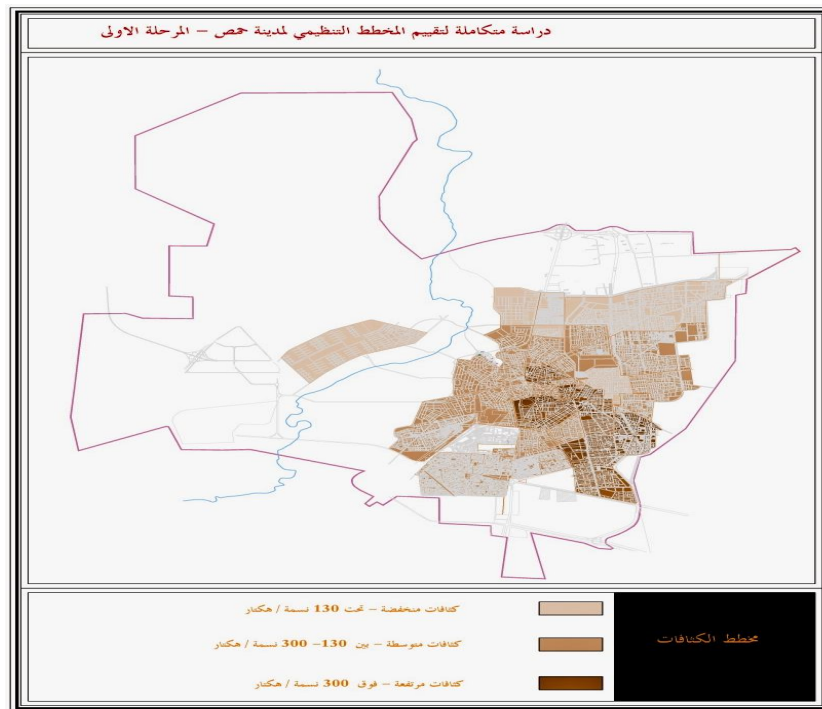 دراسة متكاملة لتقييم المخطط التنظيمي لمدينة حمص – المرحلة الاولى
كثافات منخفضة – تحت 130 نسمة / هكتار
كثافات متوسطة – بين 130– 300 نسمة / هكتار
كثافات مرتفعة – فوق 300 نسمة / هكتار
مخطط الكثافات